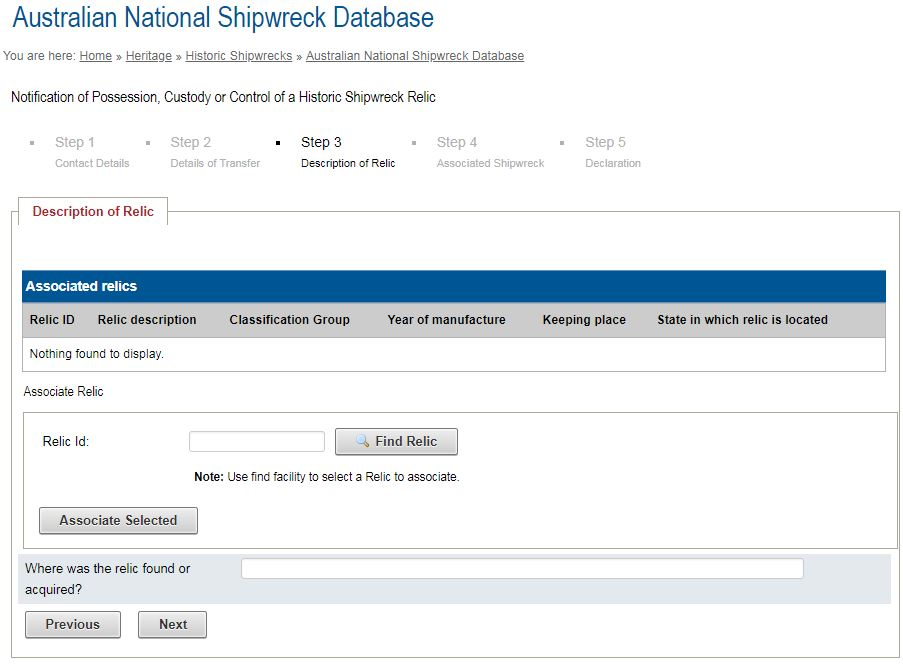 Australian National Shipwreck Database
You are here: Home » Heritage » Historic Shipwrecks » Australian National Shipwreck Database
Notification of Possession, Custody or Control of a Historic Shipwreck Relic
Step 1 Step 2 Step 3 Step 4 Step 5
Contact Details Details of Transfer Description of Relic Associated Shipwreck Declaration
Description of Relic
Associated relics
Relic ID Relic description Classification Group Year of manufacture Keeping place State in which relic is located
Nothing found to display.
Associate Relic
Relic Id: Find Relic
Note: Use find facility to select a Relic to associate.
Associate Selected
Where was the relic found or
acquired?
Previous Next